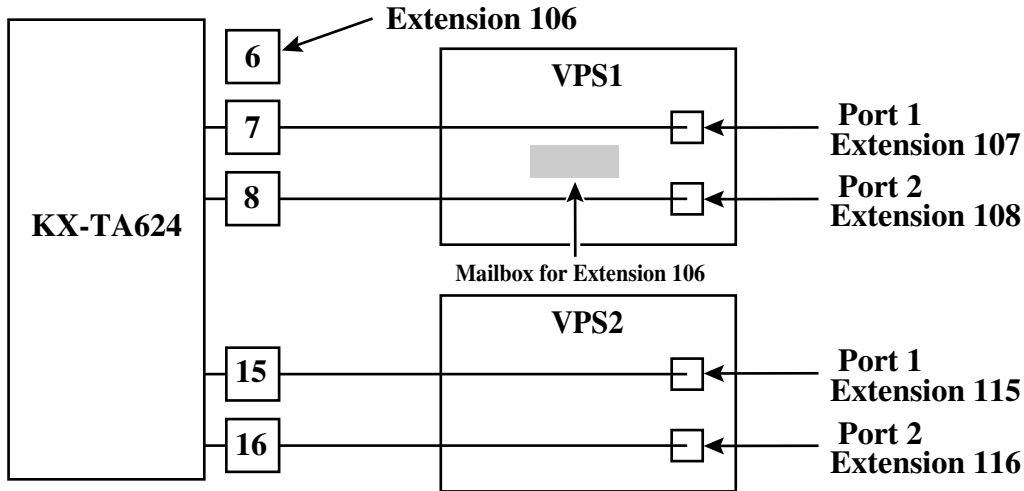 Extension 106
6
VPS1
7
Port 1
Extension 107
8
Port 2
Extension 108
KX-TA624
Mailbox for Extension 106
VPS2
15
Port 1
Extension 115
16
Port 2
Extension 116